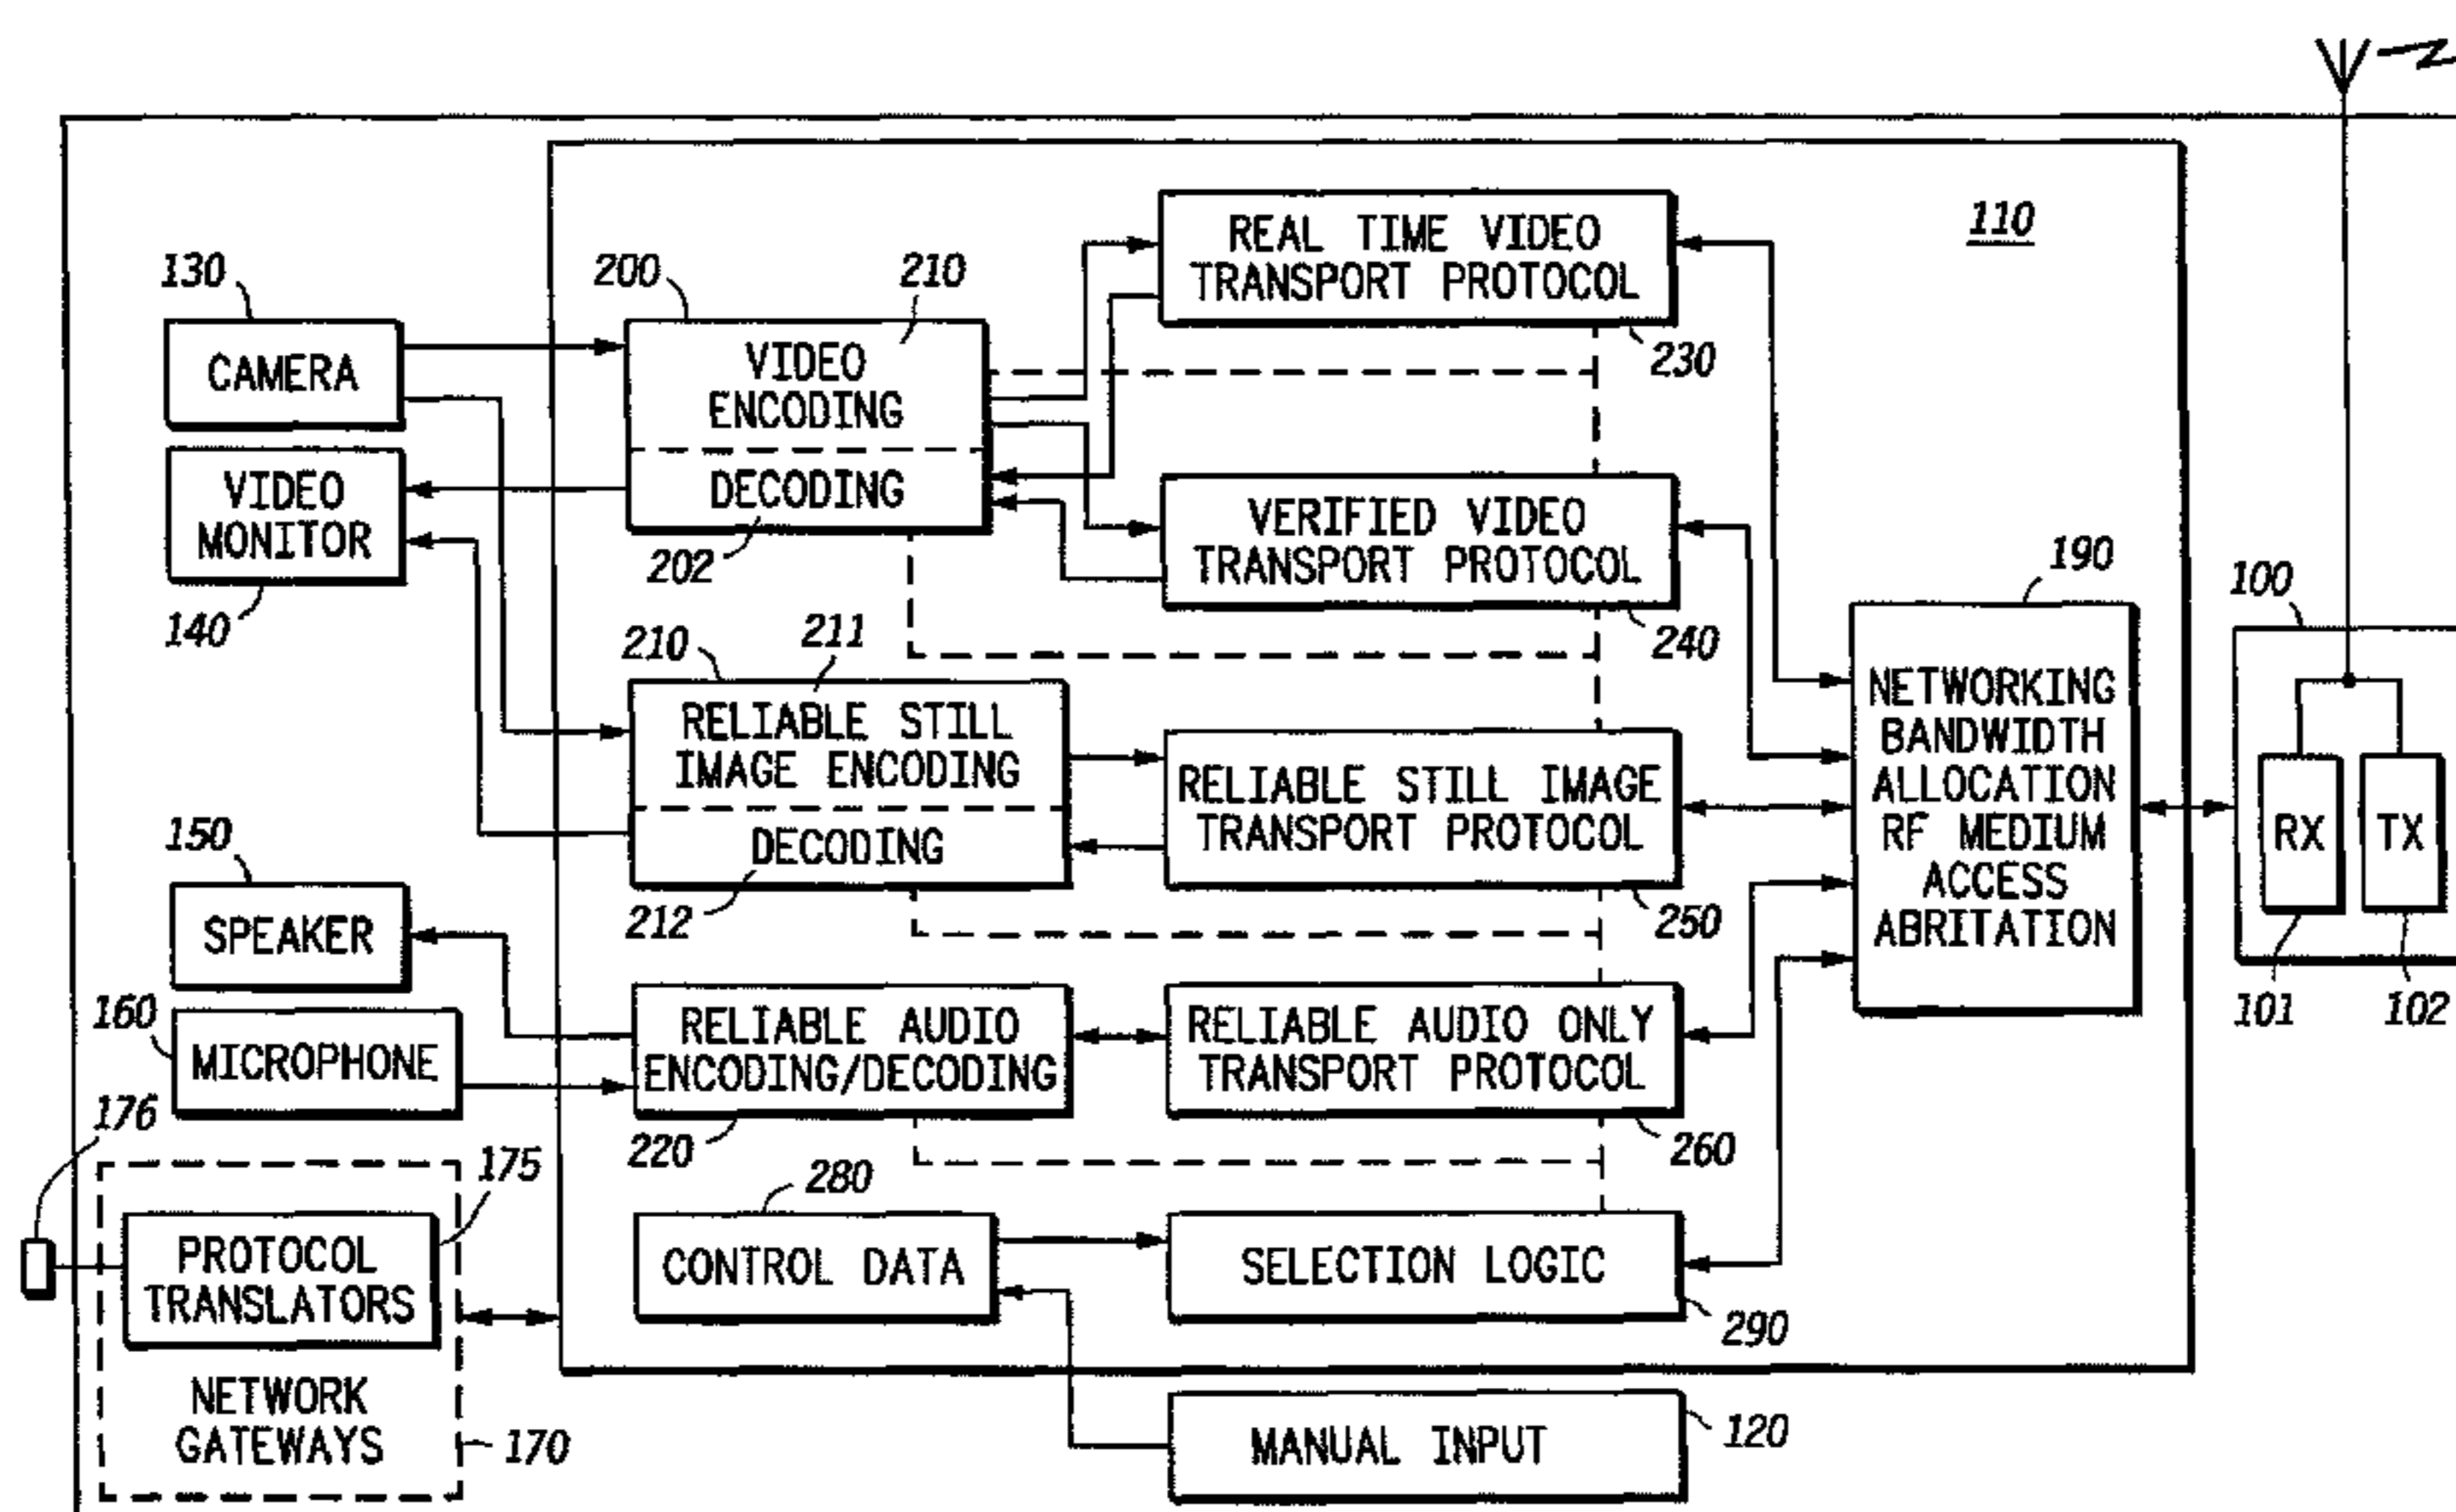 110
130
CAMERA
VIDEO
MONITOR
140
200
210
VIDEO
ENCODING
DECODING
202
REAL TIME VIDEO
TRANSPORT PROTOCOL
230
VERIFIED VIDEO
TRANSPORT PROTOCOL
240
210
211
RELIABLE STILL
IMAGE ENCODING
DECODING
212
RELIABLE STILL IMAGE
TRANSPORT PROTOCOL
250
190
NETWORKING
BANDWIDTH
ALLOCATION
RF MEDIUM
ACCESS
ABRITATION
100
RX
TX
101
102
150
SPEAKER
160
MICROPHONE
RELIABLE AUDIO
ENCODING/DECODING
220
RELIABLE AUDIO ONLY
TRANSPORT PROTOCOL
260
176
175
PROTOCOL
TRANSLATORS
NETWORK
GATEWAYS
170
280
CONTROL DATA
SELECTION LOGIC
290
MANUAL INPUT
120